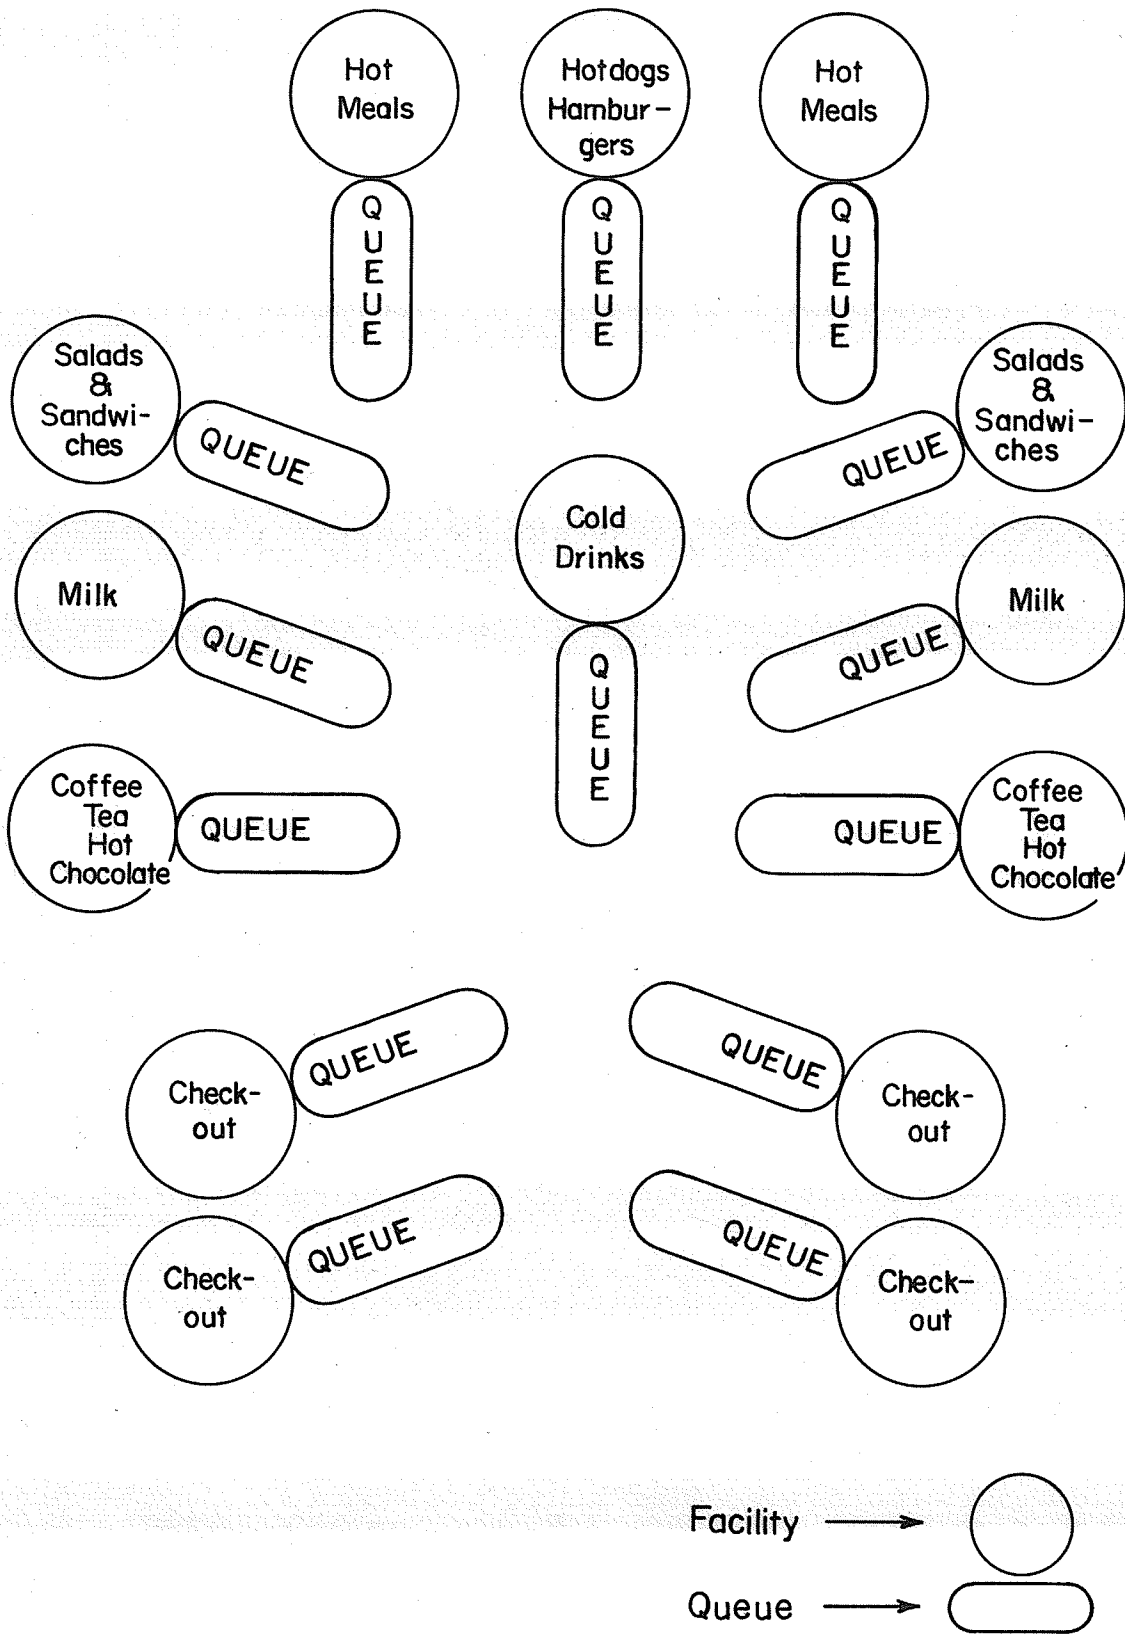 Hot
Meals
Hotdogs
Hambur-
gers
Hot
Meals
Q
U
E
U
E
Q
U
E
U
E
Q
U
E
U
E
Salads
&
Sandwi-
ches
QUEUE
QUEUE
Salads
&
Sandwi-
ches
Cold
Drinks
Milk
QUEUE
QUEUE
Milk
Q
U
E
U
E
Coffee
Tea
Hot
Chocolate
QUEUE
QUEUE
Coffee
Tea
Hot
Chocolate
Check-
out
QUEUE
QUEUE
Check-
out
Check-
out
QUEUE
QUEUE
Check-
out
Facility
Queue